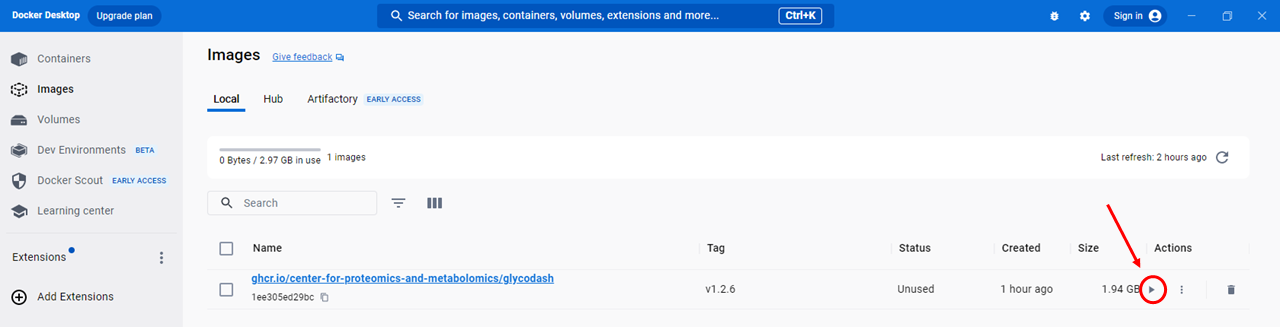 Docker Desktop Upgrade plan Search for images, containers, volumes, extensions and more... Ctrl+K Sign in
Containers
Images
Volumes
Dev Environments BETA
Docker Scout EARLY ACCESS
Learning center
Extensions
Add Extensions
Images Give feedback
Local Hub Artifactory EARLY ACCESS
0 Bytes / 2.97 GB in use 1 images Last refresh: 2 hours ago
Search
Name Tag Status Created Size Actions
ghcr.io/center-for-proteomics-and-metabolomics/glycodash v1.2.6 Unused 1 hour ago 1.94 GB
1ee305ed29bc